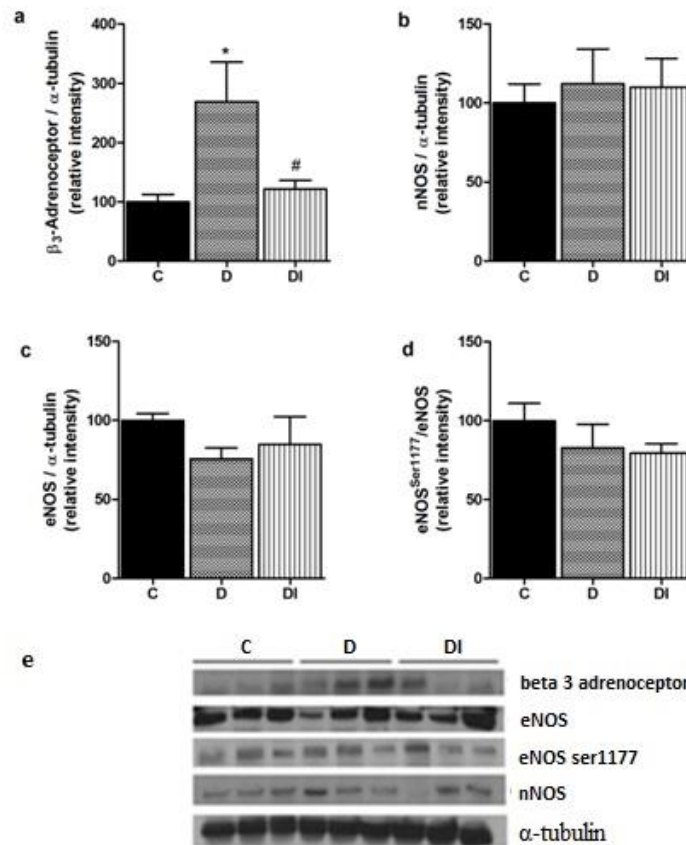 a
β3-Adrenoceptor / α-tubulin
(relative intensity)
400
300
200
100
0
*
#
C D DI
b
nNOS / α-tubulin
(relative intensity)
150
100
50
0
C D DI
c
eNOS / α-tubulin
(relative intensity)
150
100
50
0
C D DI
d
eNOSSer1177/eNOS
(relative intensity)
150
100
50
0
C D DI
e
C D DI
beta 3 adrenoceptor
eNOS
eNOS ser1177
nNOS
α-tubulin